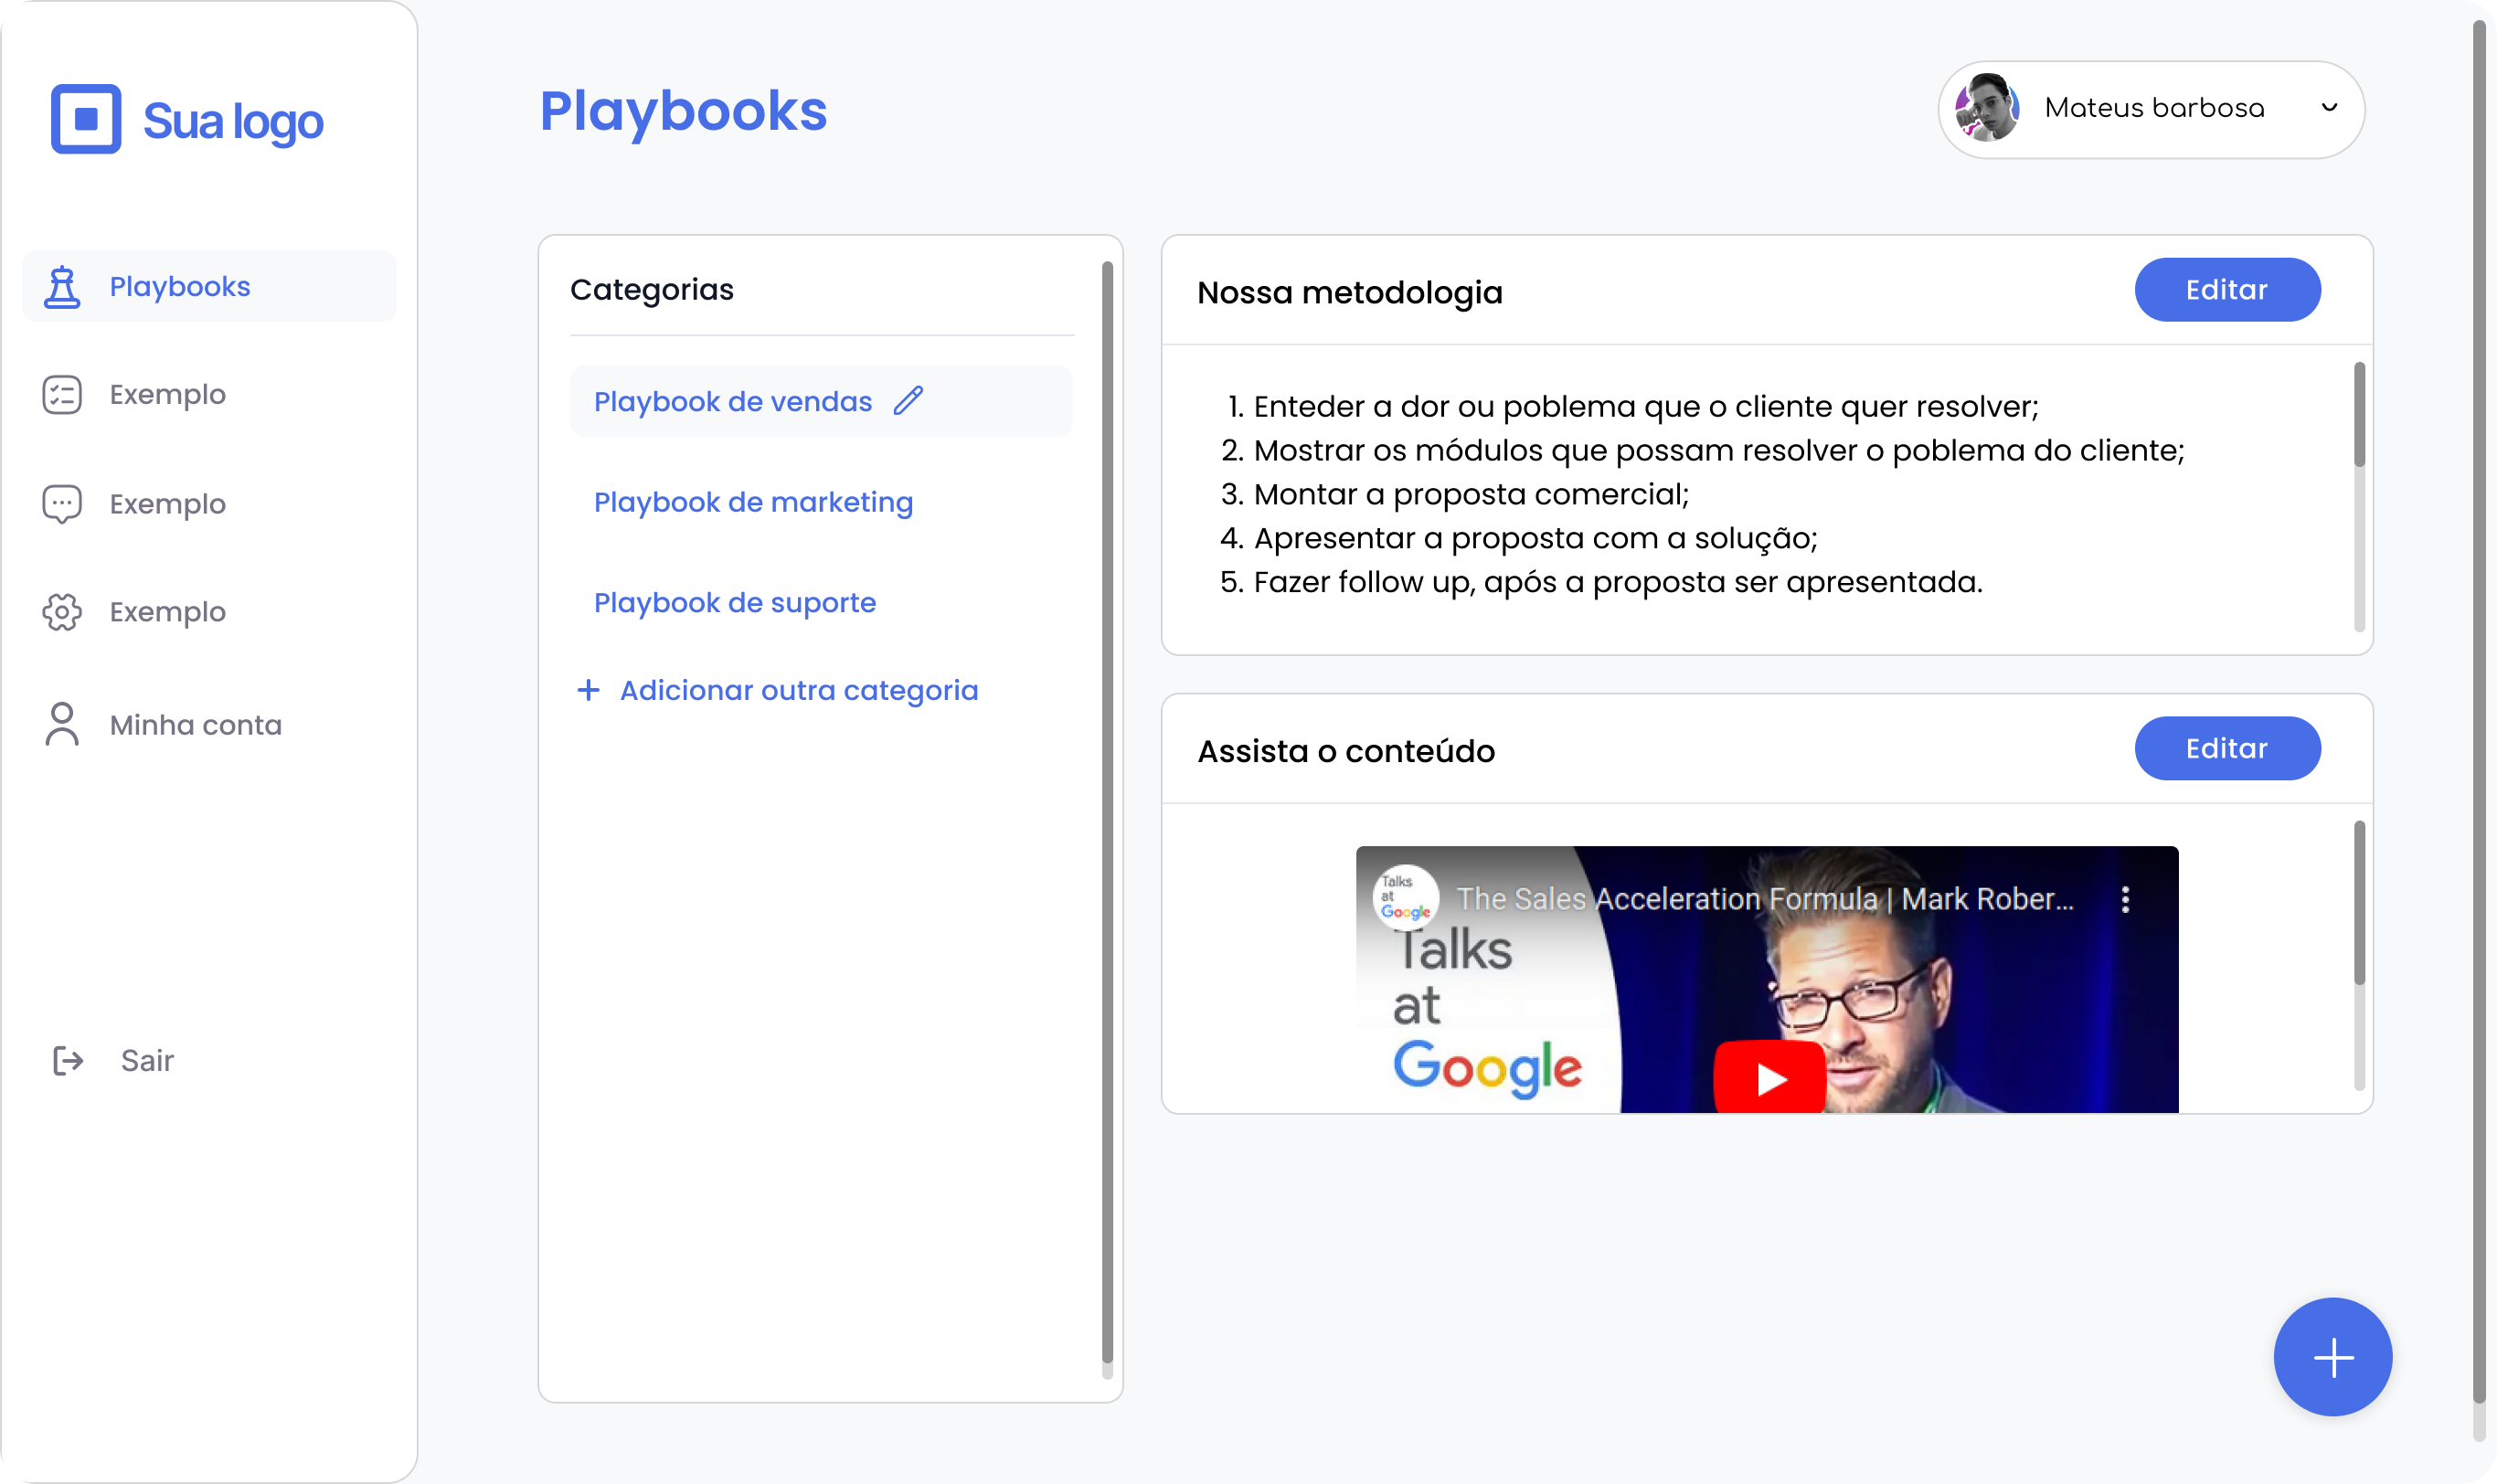 Sua logo
Playbooks
Exemplo
Exemplo
Exemplo
Minha conta
Sair
Playbooks
Mateus barbosa
Categorias
Playbook de vendas
Playbook de marketing
Playbook de suporte
+ Adicionar outra categoria
Nossa metodologia
Editar
1. Enteder a dor ou poblema que o cliente quer resolver;
2. Mostrar os módulos que possam resolver o poblema do cliente;
3. Montar a proposta comercial;
4. Apresentar a proposta com a solução;
5. Fazer follow up, após a proposta ser apresentada.
Assista o conteúdo
Editar
Talks
at
Google
The Sales Acceleration Formula | Mark Rober...
Talks
at
Google